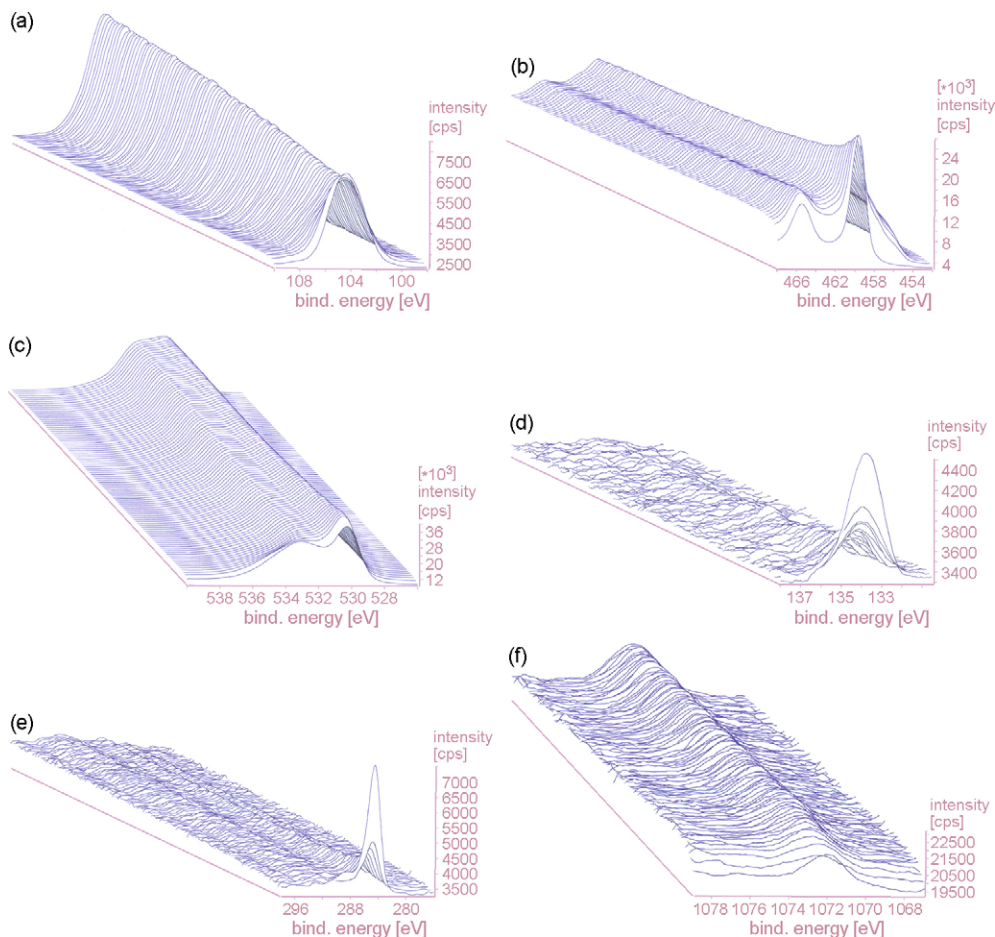 (a)
intensity
[cps]
7500
6500
5500
4500
3500
2500
108 104 100
bind. energy [eV]
(b)
[*10³]
intensity
[cps]
24
20
16
12
8
4
466 462 458 454
bind. energy [eV]
(c)
[*10³]
intensity
[cps]
36
28
20
12
538 536 534 532 530 528
bind. energy [eV]
(d)
intensity
[cps]
4400
4200
4000
3800
3600
3400
137 135 133
bind. energy [eV]
(e)
intensity
[cps]
7000
6500
6000
5500
5000
4500
4000
3500
296 288 280
bind. energy [eV]
(f)
intensity
[cps]
22500
21500
20500
19500
1078 1076 1074 1072 1070 1068
bind. energy [eV]